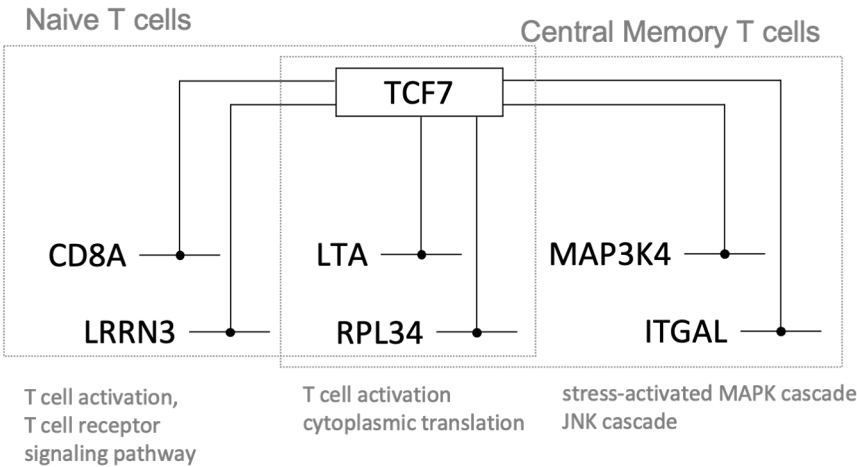 Naive T cells
Central Memory T cells
TCF7
CD8A
LTA
MAP3K4
LRRN3
RPL34
ITGAL
T cell activation,
T cell receptor
signaling pathway
T cell activation
cytoplasmic translation
stress-activated MAPK cascade
JNK cascade